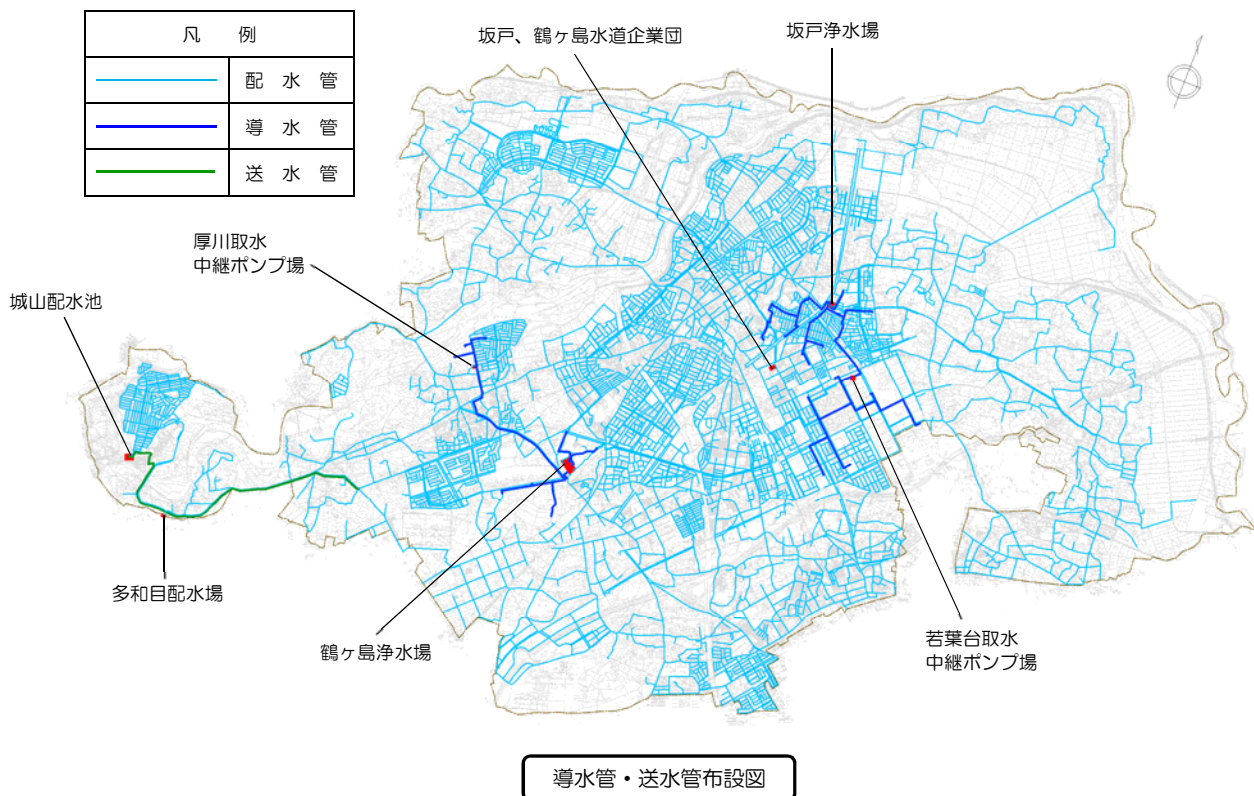 凡 例
配 水 管
導 水 管
送 水 管
坂戸、鶴ヶ島水道企業団
坂戸浄水場
厚川取水
中継ポンプ場
城山配水池
多和目配水場
鶴ヶ島浄水場
若葉台取水
中継ポンプ場
導水管・送水管布設図